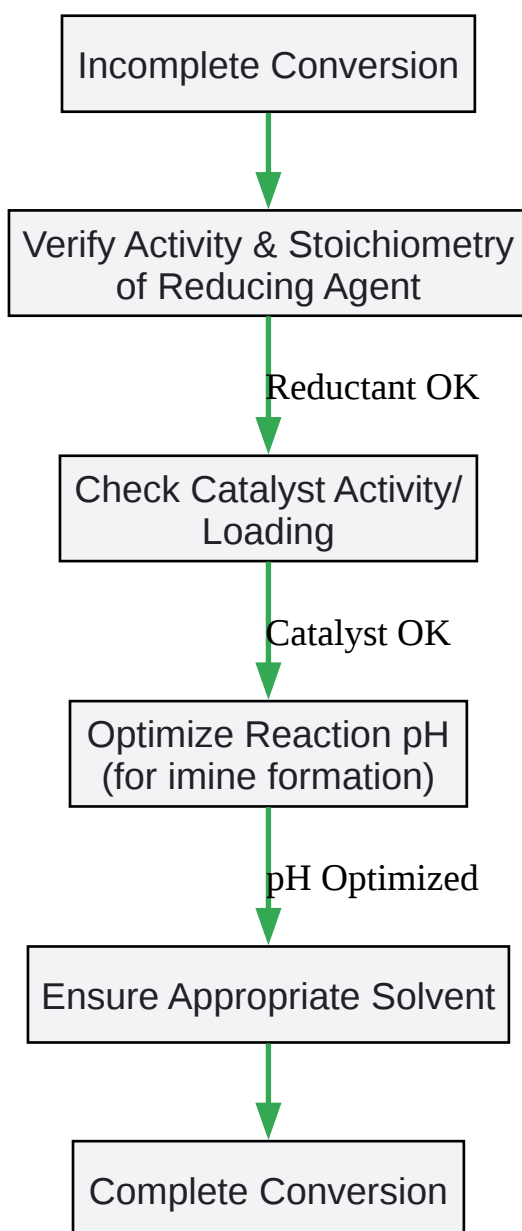 Incomplete Conversion
Verify Activity & Stoichiometry
of Reducing Agent
Reductant OK
Check Catalyst Activity/
Loading
Catalyst OK
Optimize Reaction pH
(for imine formation)
pH Optimized
Ensure Appropriate Solvent
Complete Conversion